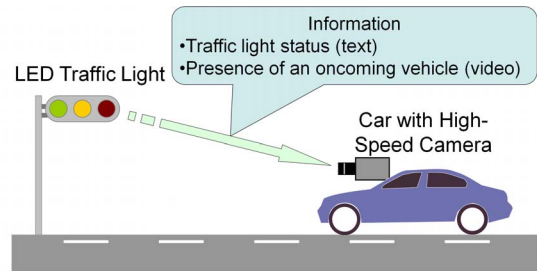 Information
•Traffic light status (text)
•Presence of an oncoming vehicle (video)
LED Traffic Light
Car with High-
Speed Camera